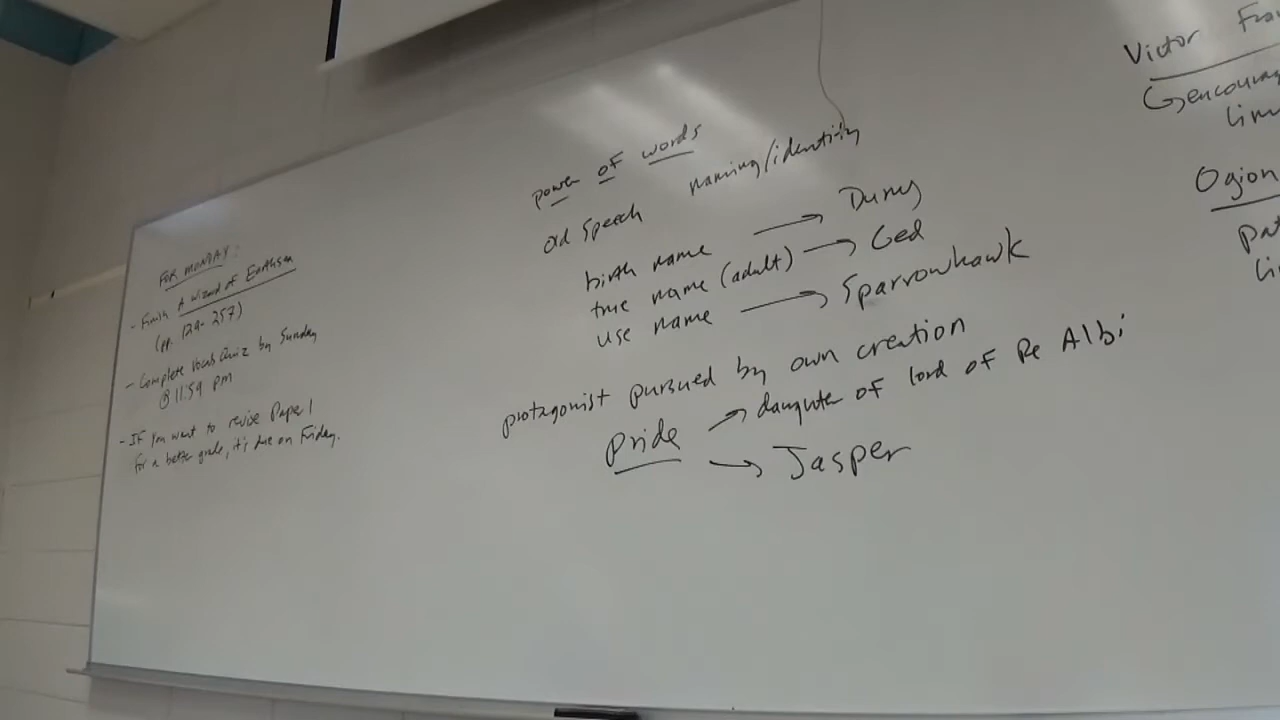 FOR MONDAY:
- Finish A Wizard of Earthsea
(pp. 129-257)
- Complete Vocab Quiz by Sunday
@ 11:59 pm
- If you want to revise Paper 1
for a better grade, it's due on Friday.
power of words
naming/identity
old speech
birth name → Duny
true name (adult) → Ged
use name → Sparrowhawk
protagonist pursued by own creation
pride → daughter of lord of Re Albi
→ Jasper
Victor
Ogion